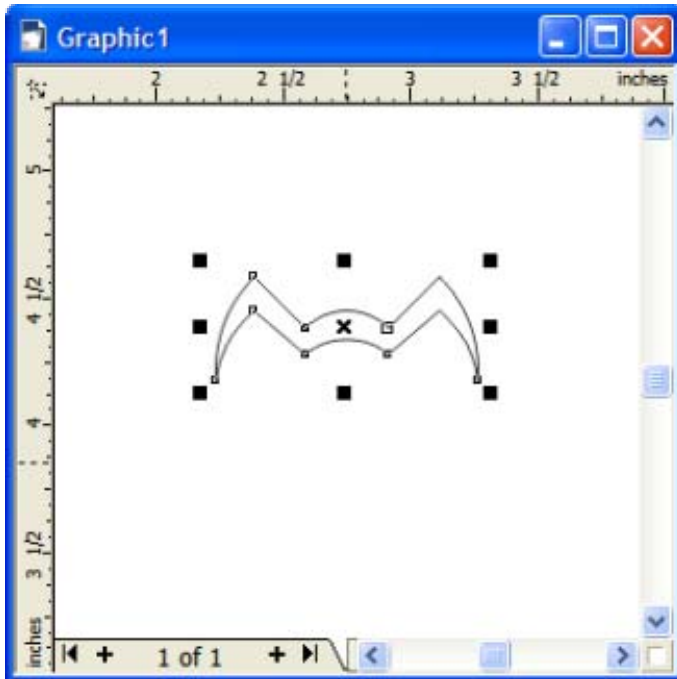 Graphic1
2 2 1/2 3 3 1/2 inches
5
4 1/2
4
3 1/2
inches
1 of 1